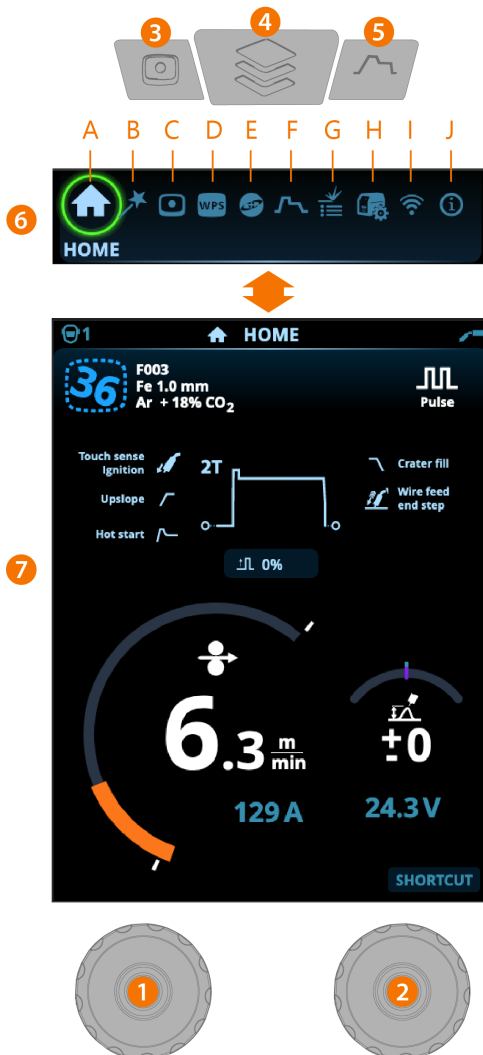 4
3
5
A B C D E F G H I J
6
WPS
HOME
1 HOME
36
F003
Fe 1.0 mm
Ar + 18% CO2
Pulse
Touch sense
Ignition
2T
Crater fill
Upslope
Wire feed
end step
Hot start
7
0%
6.3 m/min
±0
129 A
24.3 V
SHORTCUT
1
2